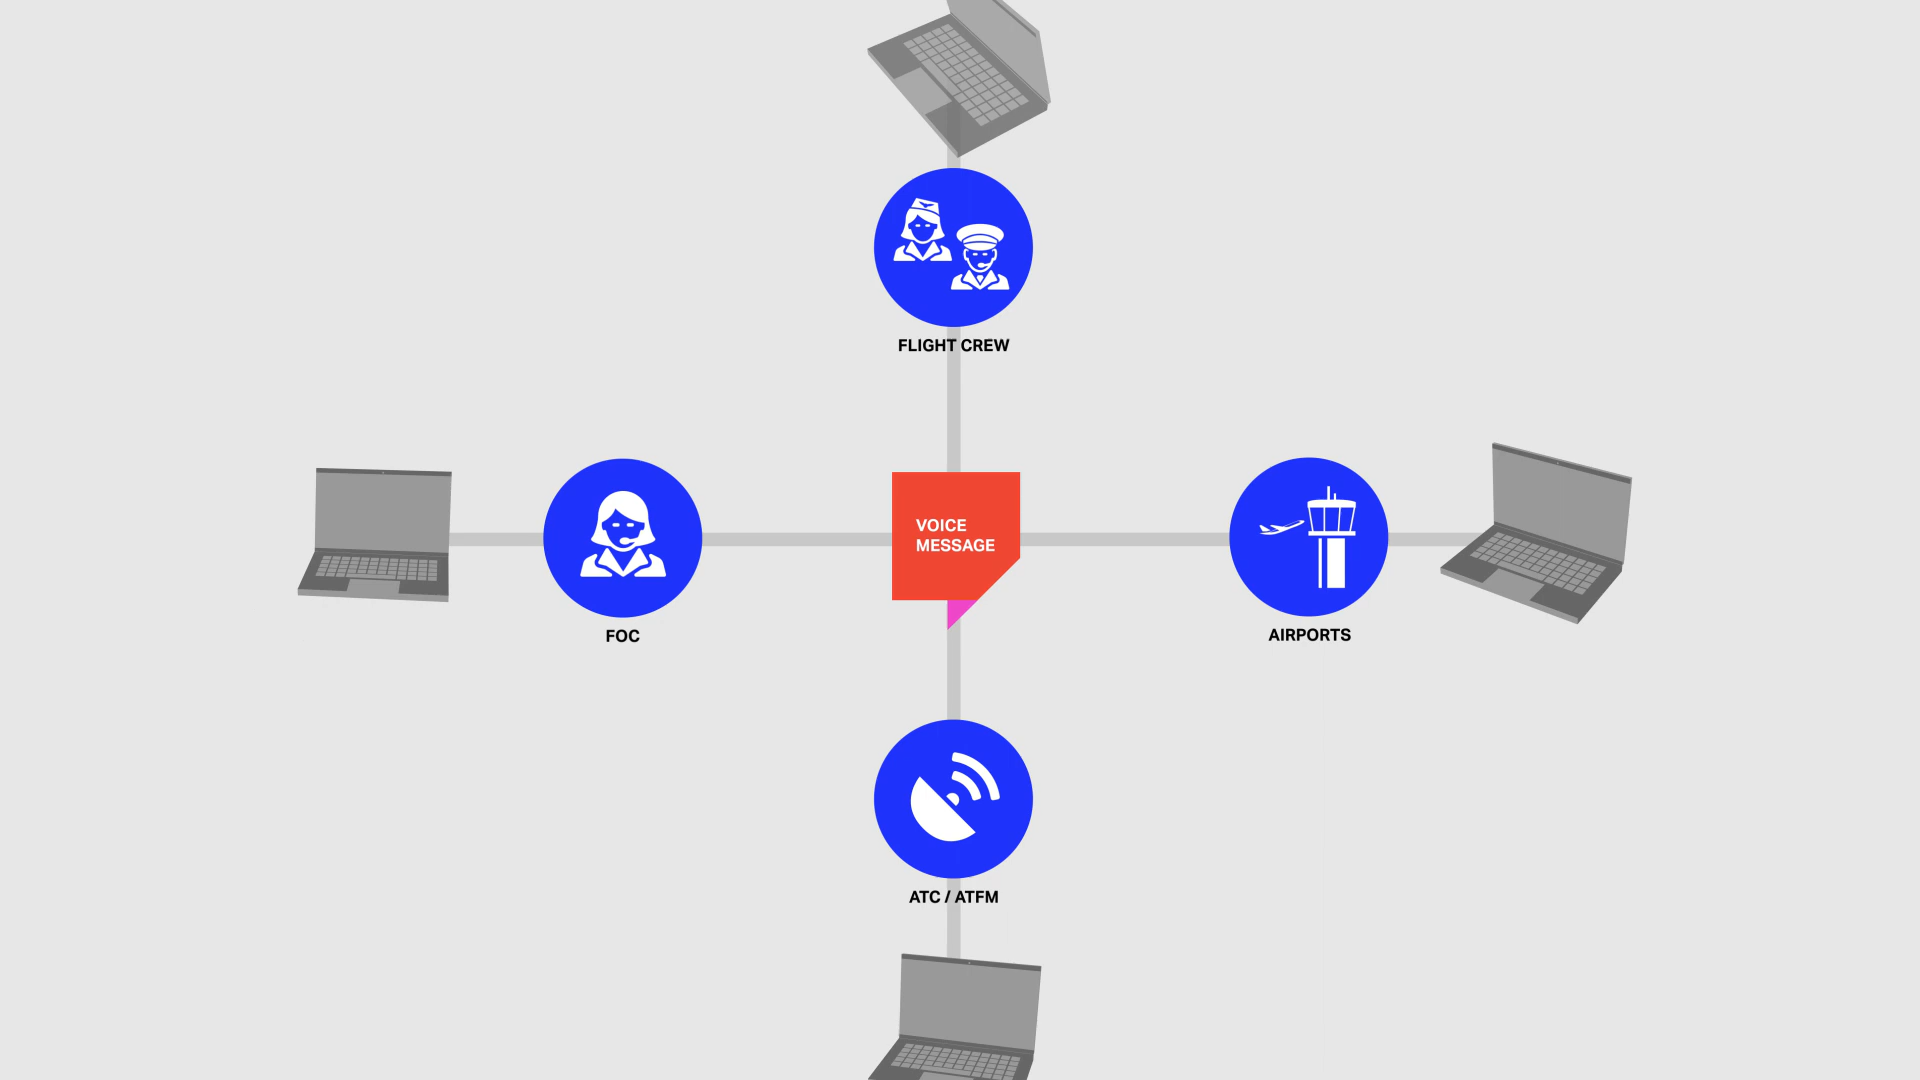 FLIGHT CREW
VOICE
MESSAGE
FOC
AIRPORTS
ATC / ATFM